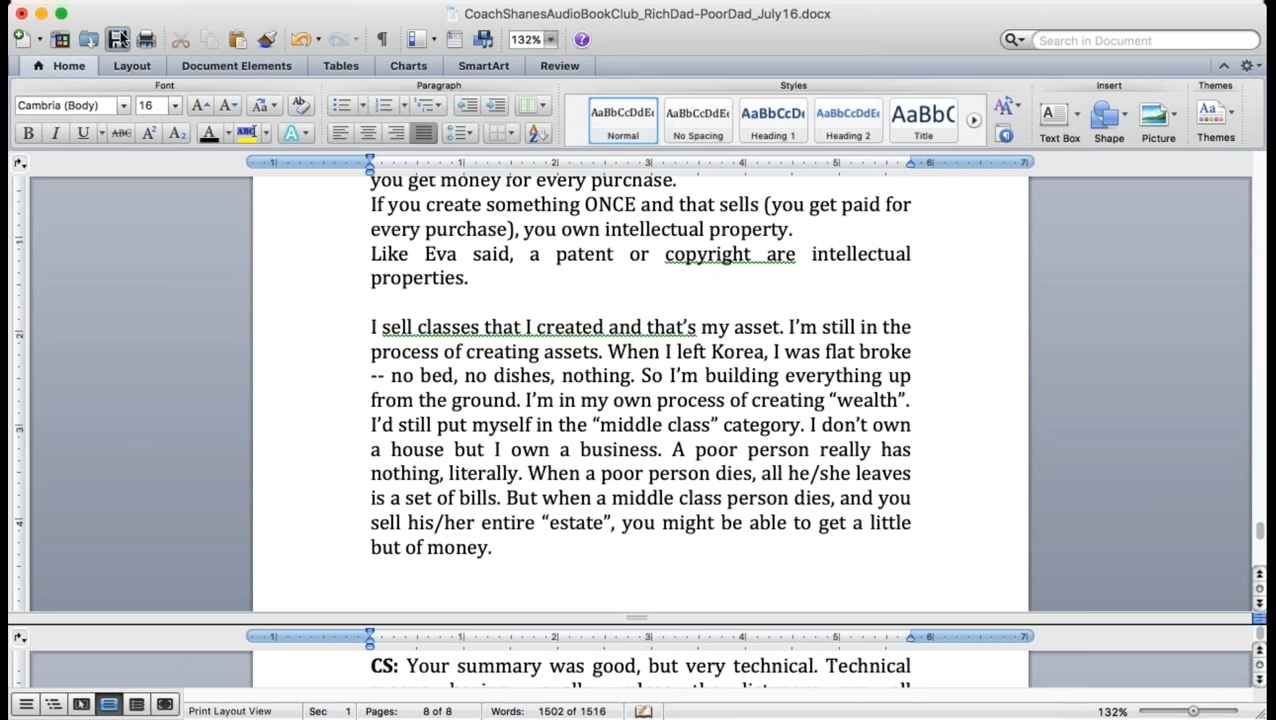 CoachShanesAudioBookClub_RichDad-PoorDad_July16.docx
132%
Search in Document
Home Layout Document Elements Tables Charts SmartArt Review
Font Paragraph Styles Insert Themes
Cambria (Body) 16
AaBbCcDdEe AaBbCcDdEe AaBbCcDc AaBbCcDdEe AaBbC
Normal No Spacing Heading 1 Heading 2 Title
Text Box Shape Picture Themes
you get money for every purchase.
If you create something ONCE and that sells (you get paid for
every purchase), you own intellectual property.
Like Eva said, a patent or copyright are intellectual
properties.
I sell classes that I created and that’s my asset. I’m still in the
process of creating assets. When I left Korea, I was flat broke
-- no bed, no dishes, nothing. So I’m building everything up
from the ground. I’m in my own process of creating “wealth”.
I’d still put myself in the “middle class” category. I don’t own
a house but I own a business. A poor person really has
nothing, literally. When a poor person dies, all he/she leaves
is a set of bills. But when a middle class person dies, and you
sell his/her entire “estate”, you might be able to get a little
but of money.
CS: Your summary was good, but very technical. Technical
Print Layout View Sec 1 Pages: 8 of 8 Words: 1502 of 1516 132%